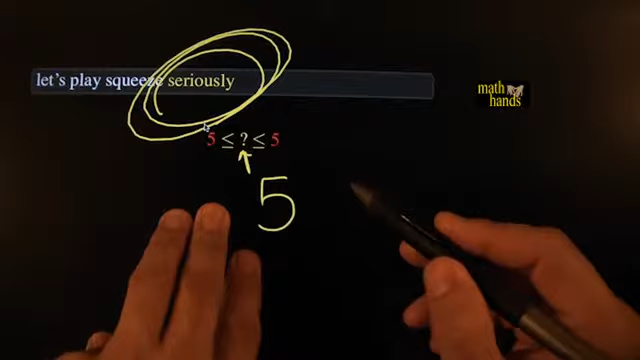 let's play squeeze seriously
math
hands
5 ≤ ? ≤ 5
5